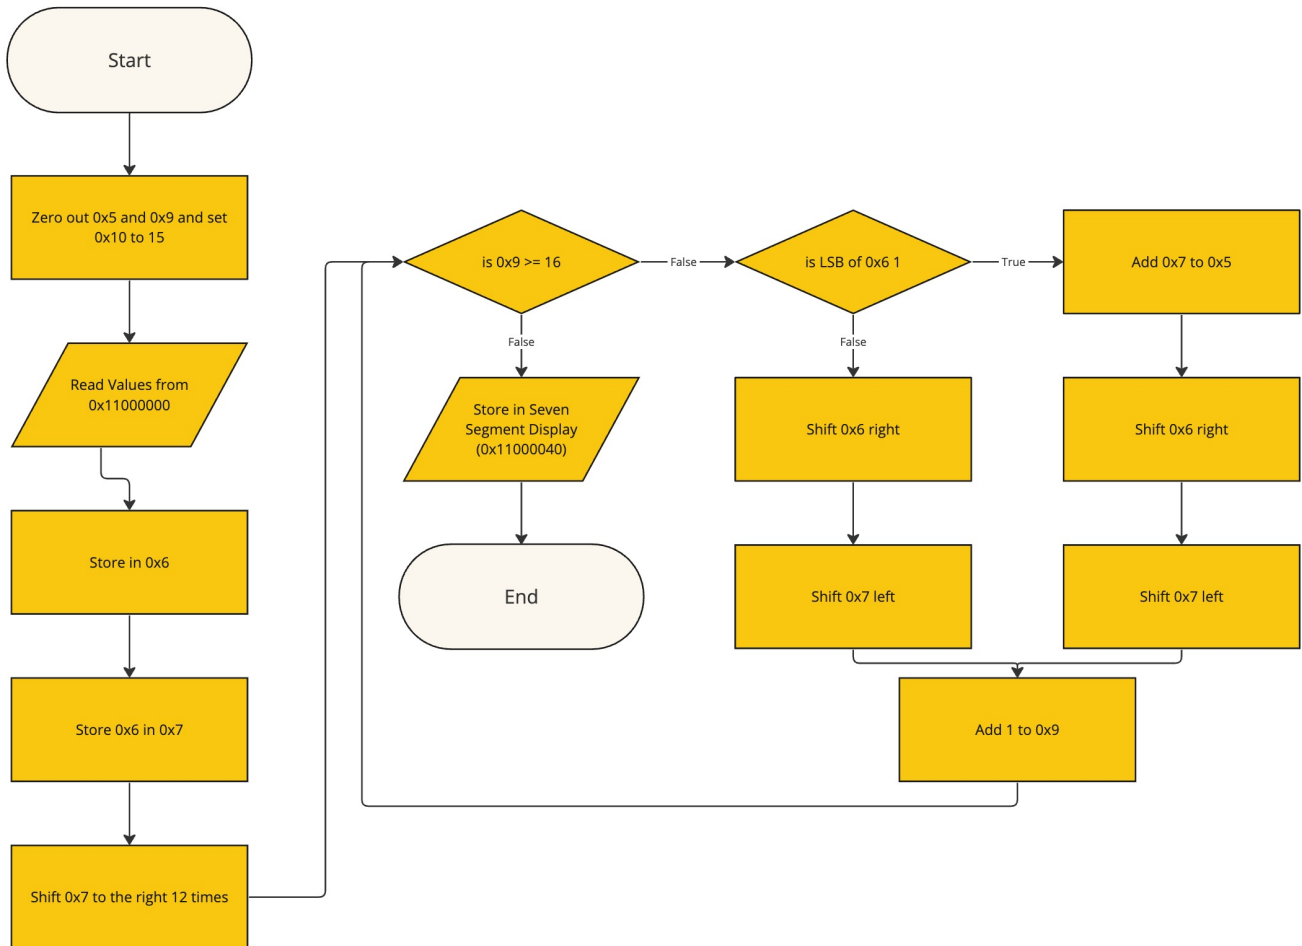 Start
Zero out 0x5 and 0x9 and set
0x10 to 15
Read Values from
0x11000000
Store in 0x6
Store 0x6 in 0x7
Shift 0x7 to the right 12 times
is 0x9 >= 16
False
False
Store in Seven
Segment Display
(0x11000040)
End
is LSB of 0x6 1
True
False
Shift 0x6 right
Shift 0x7 left
Add 0x7 to 0x5
Shift 0x6 right
Shift 0x7 left
Add 1 to 0x9